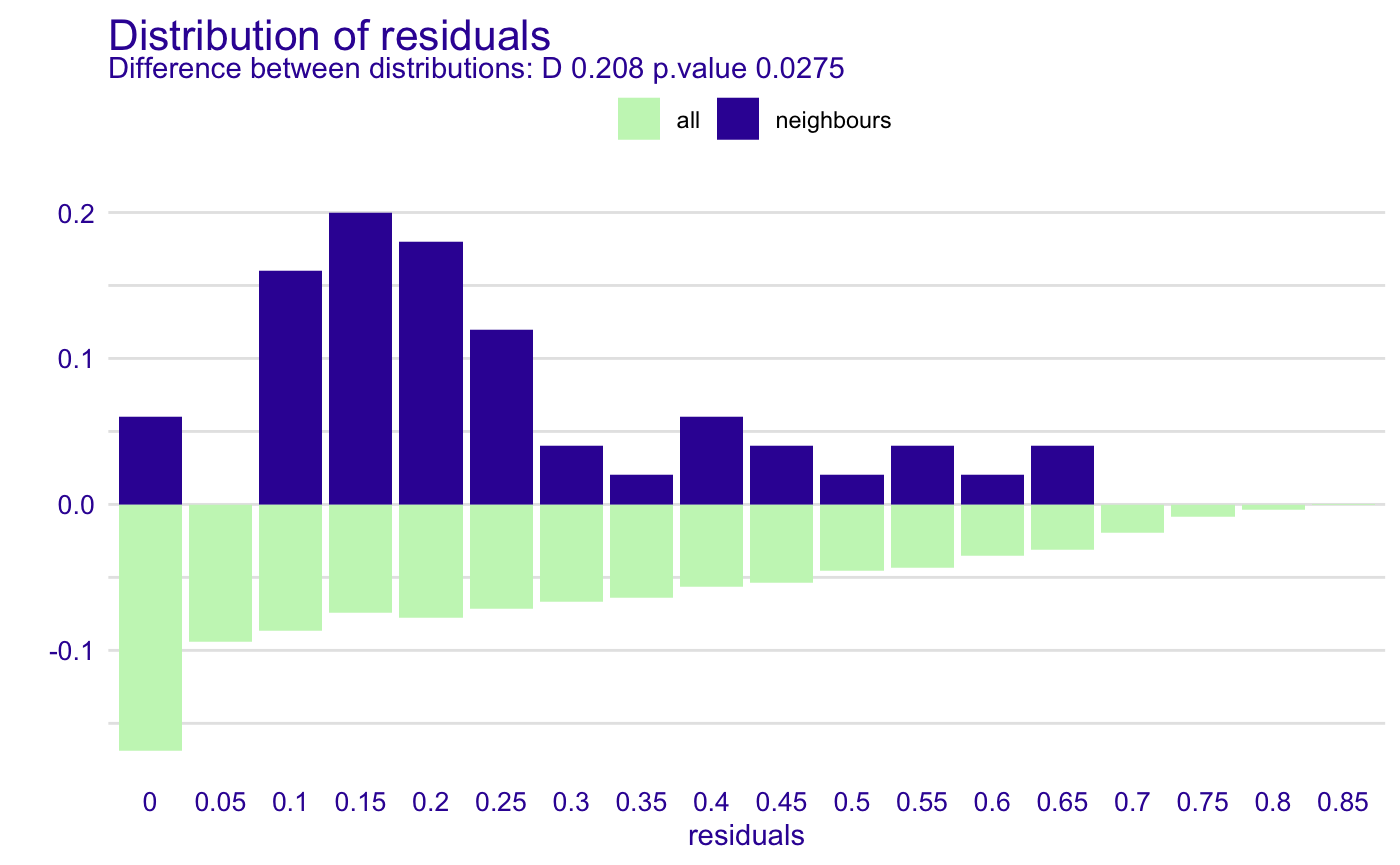 Distribution of residuals
Difference between distributions: D 0.208 p.value 0.0275
all neighbours
0.2
0.1
0.0
-0.1
0 0.05 0.1 0.15 0.2 0.25 0.3 0.35 0.4 0.45 0.5 0.55 0.6 0.65 0.7 0.75 0.8 0.85
residuals